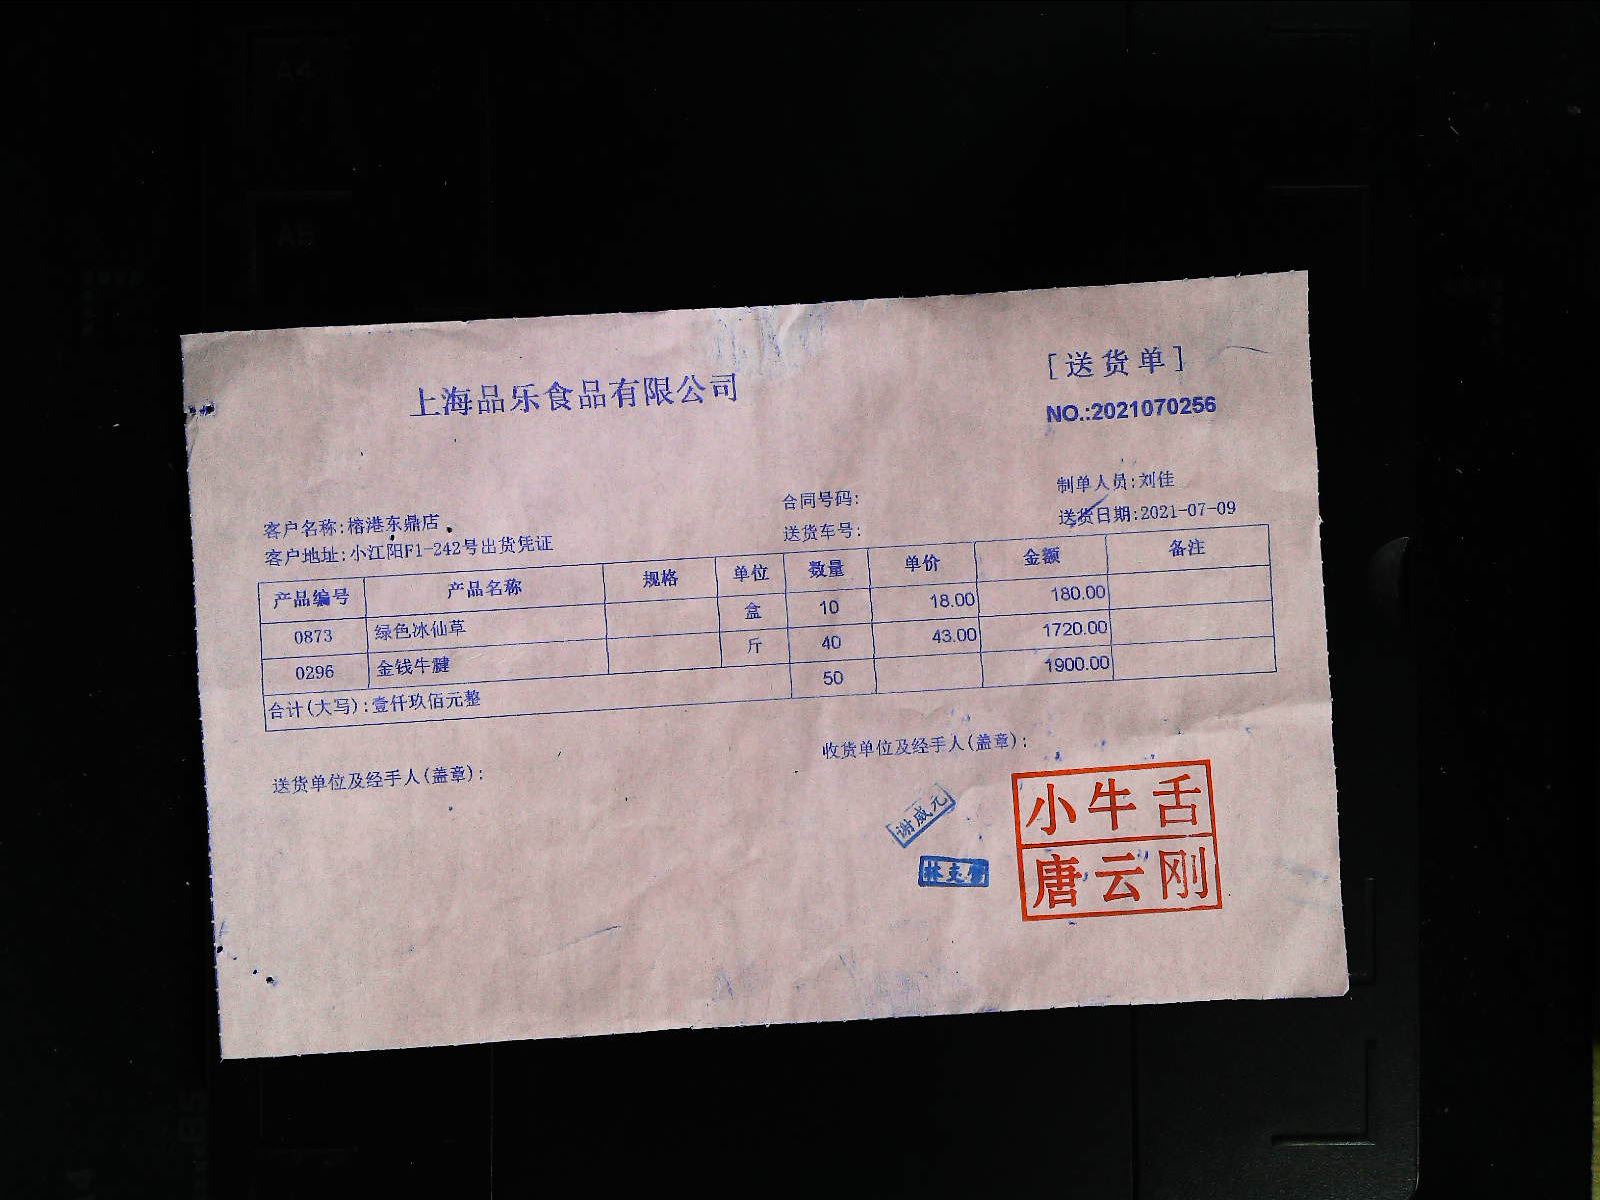 上海品乐食品有限公司
[送货单]
NO.:2021070256
合同号码:
制单人员:刘佳
客户名称:榕港东鼎店
送货车号:
送货日期:2021-07-09
客户地址:小江阳F1-242号出货凭证
产品编号 产品名称 规格 单位 数量 单价 金额 备注
0873 绿色冰仙草 盒 10 18.00 180.00
0296 金钱牛腱 斤 40 43.00 1720.00
合计(大写):壹仟玖佰元整 50 1900.00
送货单位及经手人(盖章):
收货单位及经手人(盖章):
谢威元
小牛舌
唐云刚
A4
A5